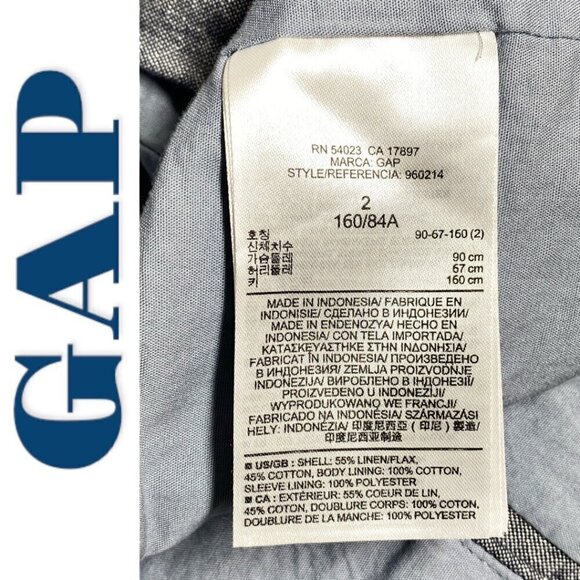 GAP
RN 54023 CA 17897
MARCA: GAP
STYLE/REFERENCIA: 960214
2
160/84A
호칭 90-67-160 (2)
신체치수
가슴둘레 90 cm
허리둘레 67 cm
키 160 cm
MADE IN INDONESIA/ FABRIQUE EN
INDONISIE/ СДЕЛАНО В ИНДОНЕЗИИ/
MADE IN ENDENOZYA/ HECHO EN
INDONESIA/ CON TELA IMPORTADA/
ΚΑΤΑΣΚΕΥΑΣΤΗΚΕ ΣΤΗΝ ΙΝΔΟΝΗΣΙΑ/
FABRICAT ÎN INDONESIA/ ПРОИЗВЕДЕНО
В ИНДОНЕЗИЯ/ ZEMLJA PROIZVODNJE
INDONEZIJA/ ВИРОБЛЕНО В ІНДОНЕЗІЇ/
PROIZVEDENO U INDONEZIJI/
WYPRODUKOWANO WE FRANCJI/
FABRICADO NA INDONÉSIA/ SZÁRMAZÁSI
HELY: INDONÉZIA/ 印度尼西亚 (印尼) 製造/
印度尼西亚制造
US/GB : SHELL: 55% LINEN/FLAX,
45% COTTON, BODY LINING: 100% COTTON,
SLEEVE LINING: 100% POLYESTER
CA : EXTÉRIEUR: 55% COEUR DE LIN,
45% COTON, DOUBLURE CORPS: 100% COTON,
DOUBLURE DE LA MANCHE: 100% POLYESTER